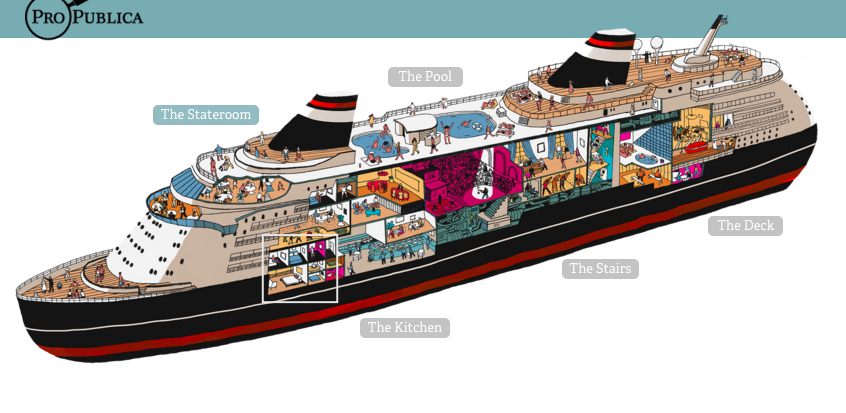 PROPUBLICA
The Pool
The Stateroom
The Deck
The Stairs
The Kitchen